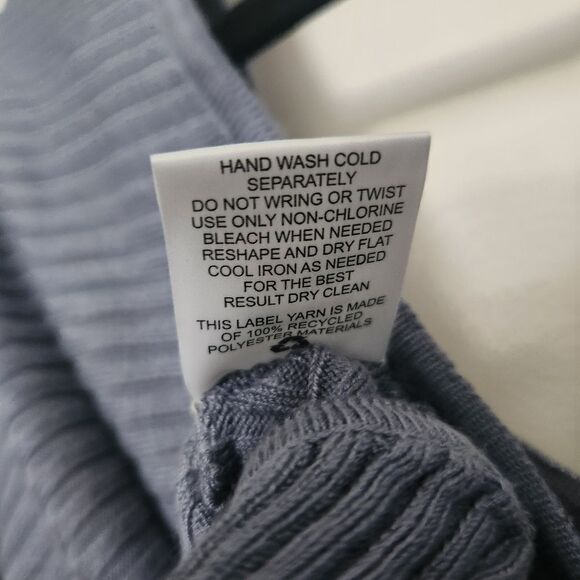 HAND WASH COLD
SEPARATELY
DO NOT WRING OR TWIST
USE ONLY NON-CHLORINE
BLEACH WHEN NEEDED
RESHAPE AND DRY FLAT
COOL IRON AS NEEDED
FOR THE BEST
RESULT DRY CLEAN
THIS LABEL YARN IS MADE
OF 100% RECYCLED
POLYESTER MATERIALS